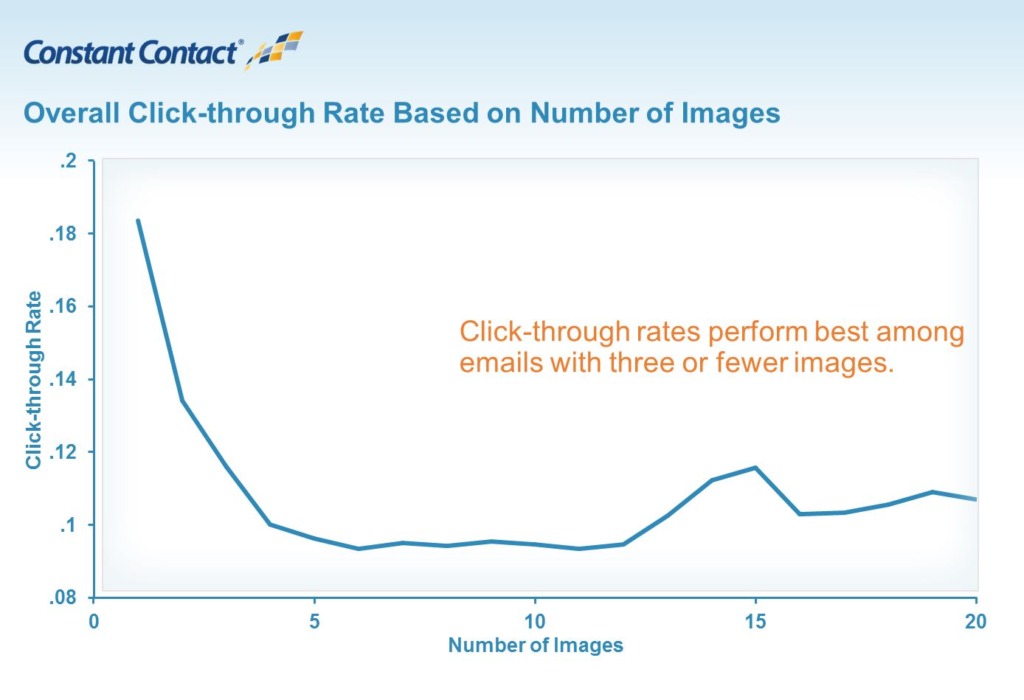 Constant Contact®
Overall Click-through Rate Based on Number of Images
.2
.18
.16
.14
.12
.1
.08
Click-through Rate
Click-through rates perform best among
emails with three or fewer images.
0 5 10 15 20
Number of Images